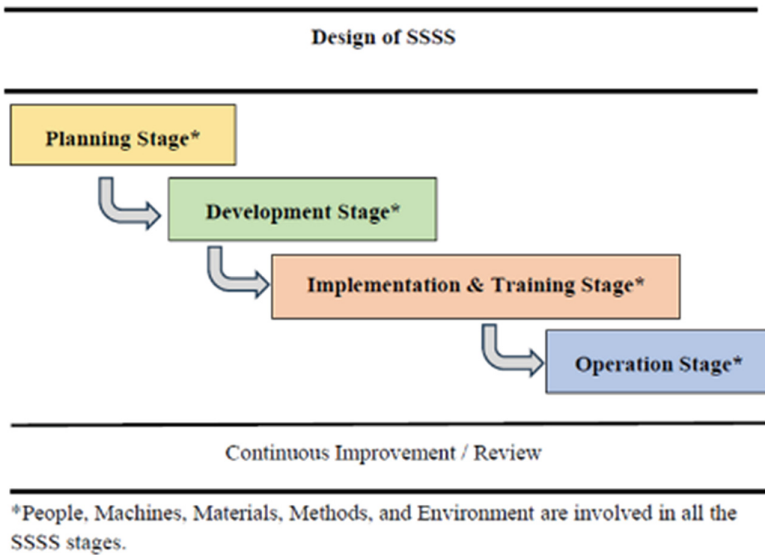 Design of SSSS
Planning Stage*
Development Stage*
Implementation & Training Stage*
Operation Stage*
Continuous Improvement / Review
*People, Machines, Materials, Methods, and Environment are involved in all the
SSSS stages.